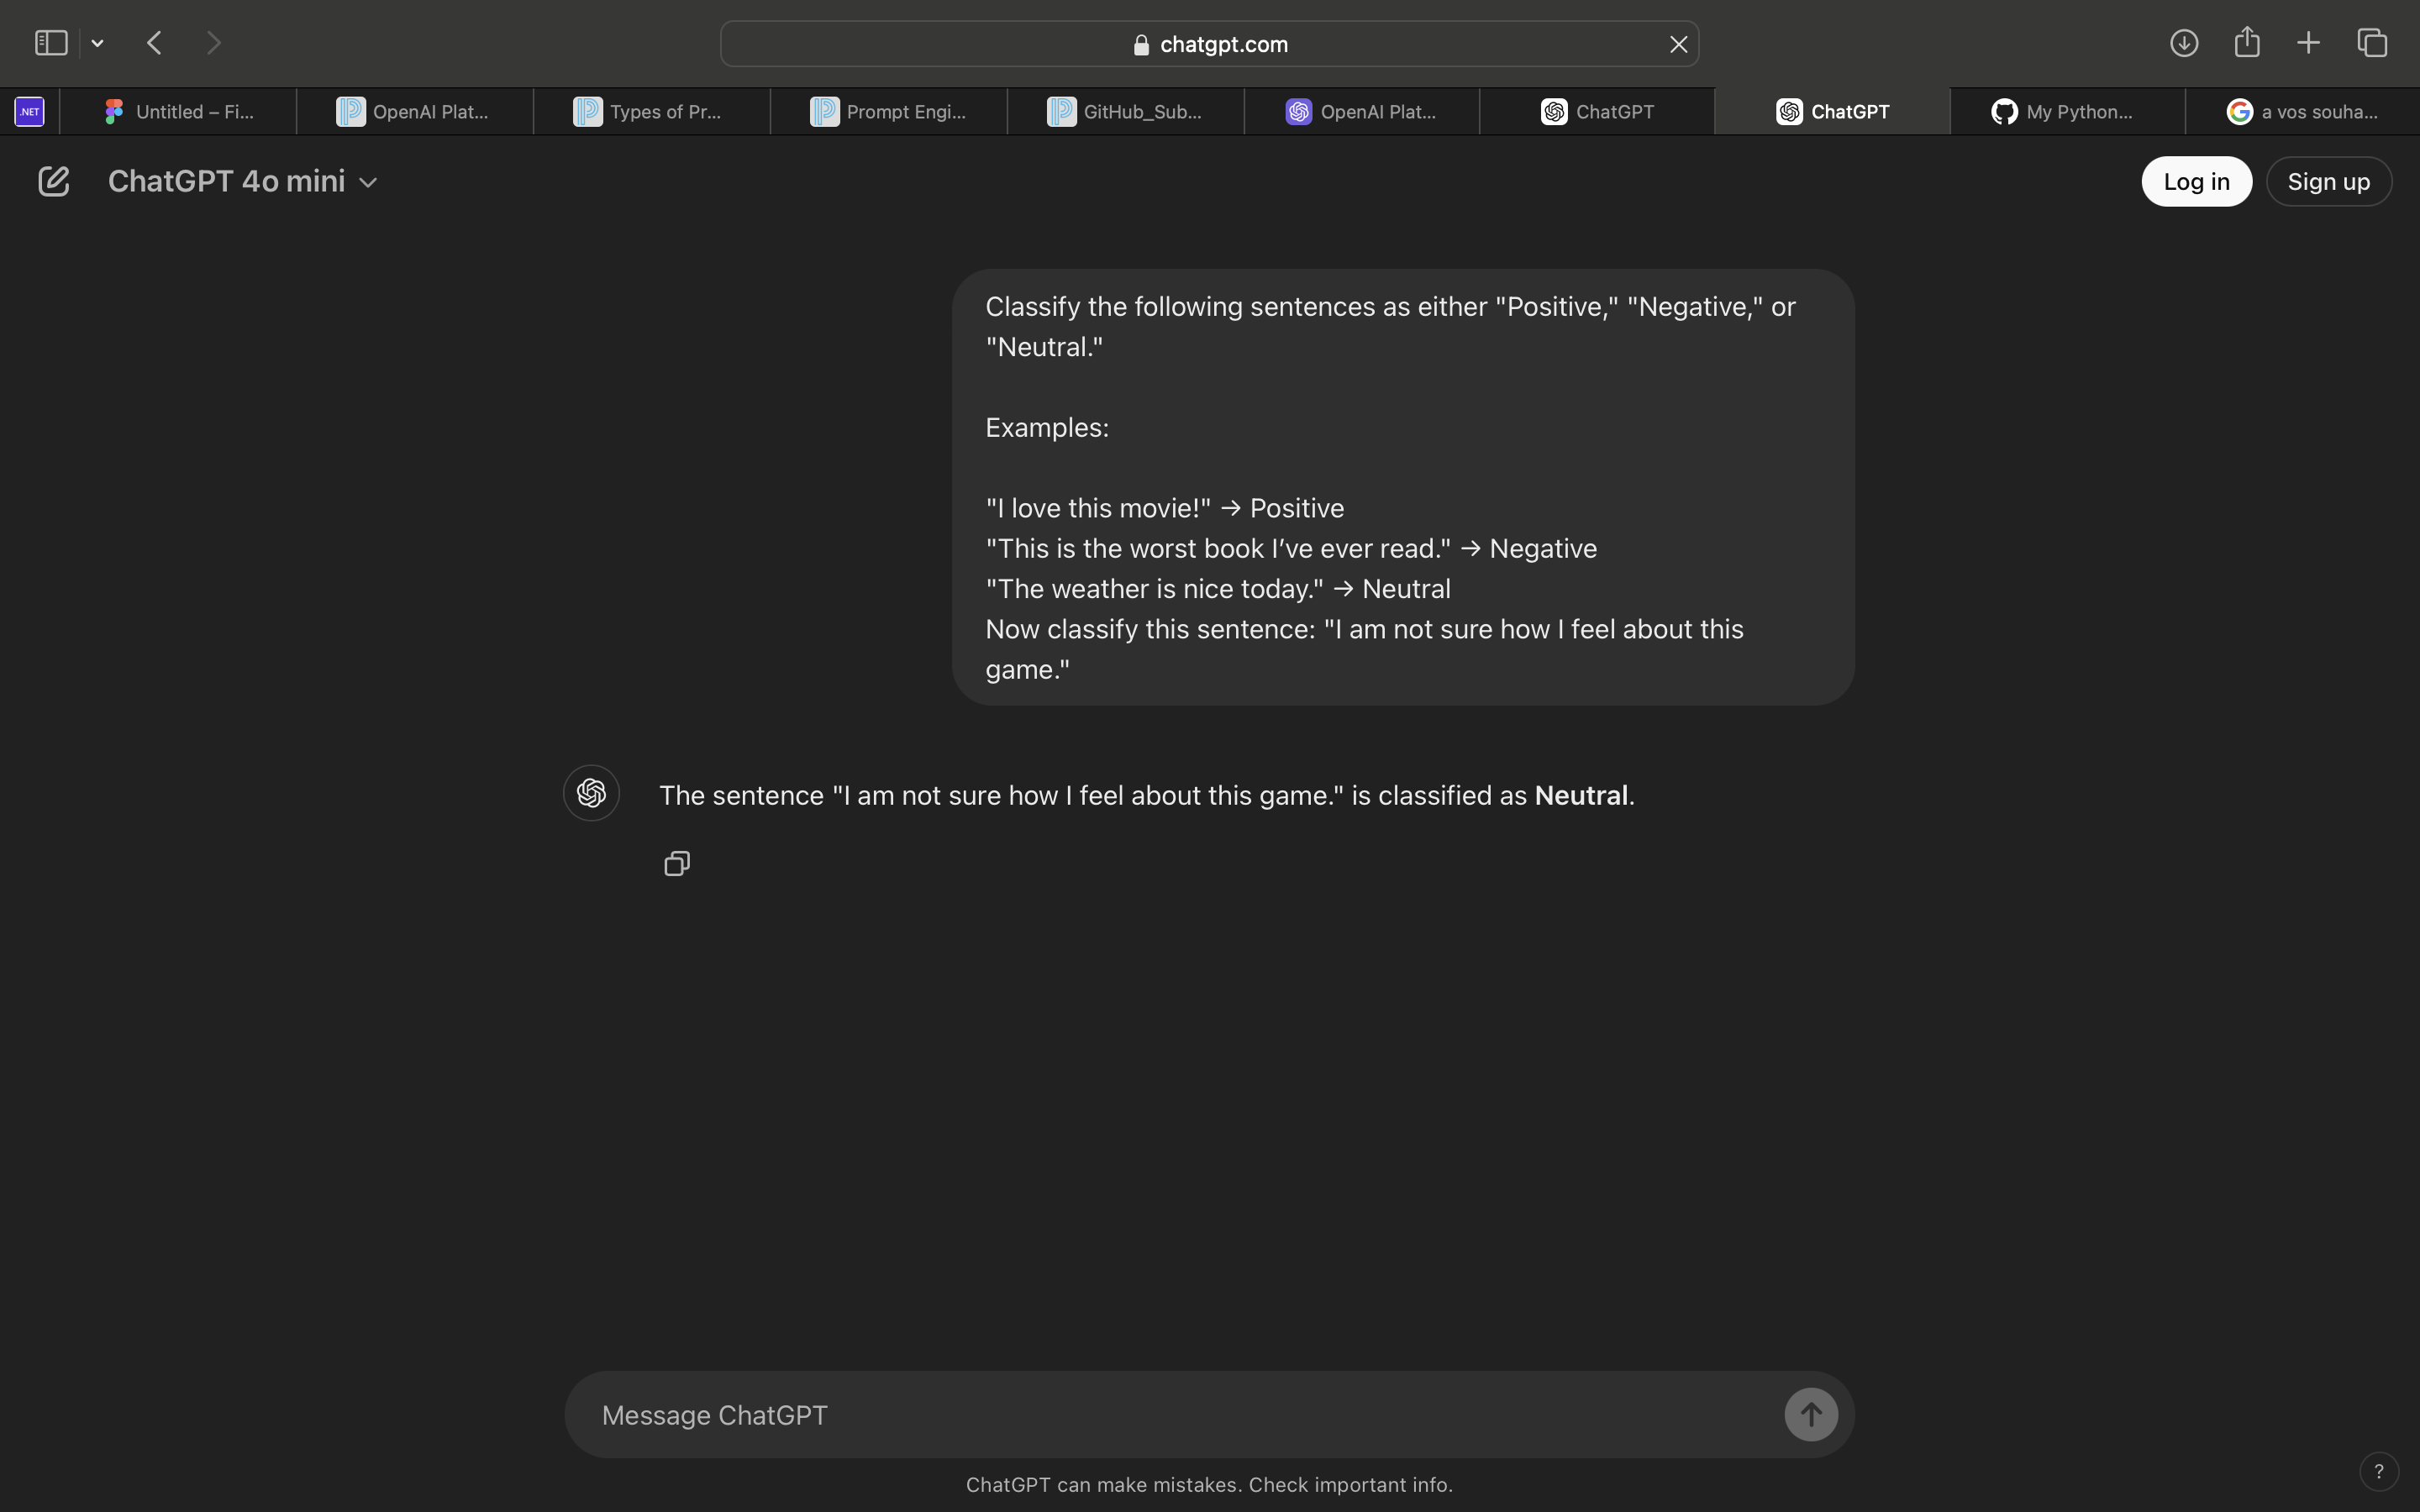 chatgpt.com
.NET
Untitled – Fi...
OpenAI Plat...
Types of Pr...
Prompt Engi...
GitHub_Sub...
OpenAI Plat...
ChatGPT
ChatGPT
My Python...
a vos souha...
ChatGPT 4o mini
Log in
Sign up
Classify the following sentences as either "Positive," "Negative," or
"Neutral."
Examples:
"I love this movie!" → Positive
"This is the worst book I’ve ever read." → Negative
"The weather is nice today." → Neutral
Now classify this sentence: "I am not sure how I feel about this
game."
The sentence "I am not sure how I feel about this game." is classified as Neutral.
Message ChatGPT
ChatGPT can make mistakes. Check important info.
?